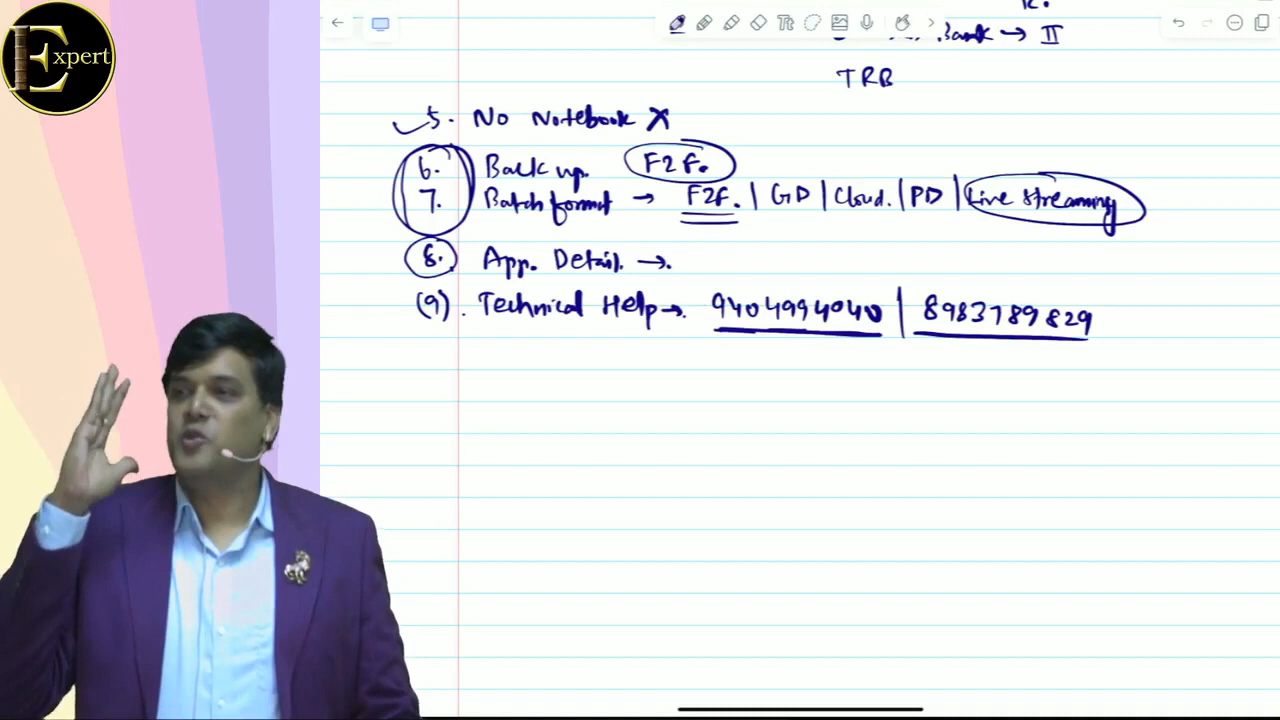 Expert
Bank → II
TRB
5. No Notebook X
6. Back up. F2F.
7. Batch format → F2F. | GD | Cloud. | PD | Live Streaming
8. App. Detail. →.
(9). Technical Help →. 9404994040 | 8983789829